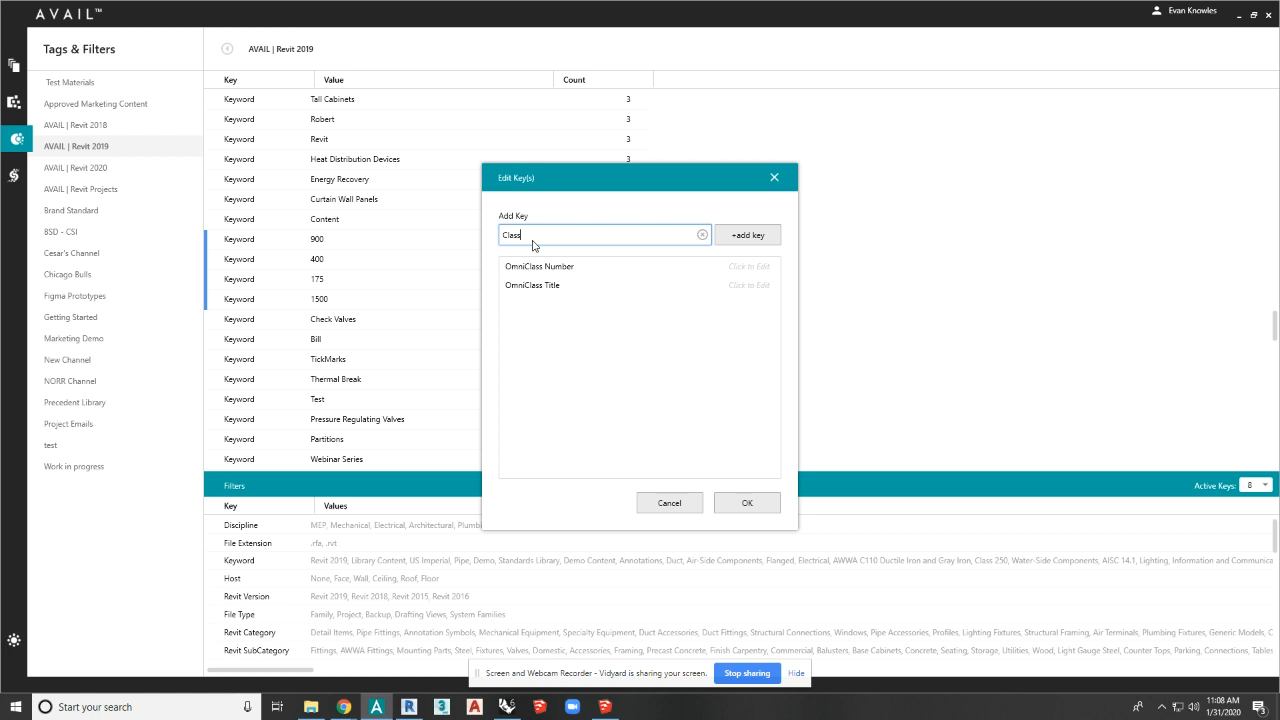 AVAIL™
Evan Knowles
Tags & Filters
AVAIL | Revit 2019
Test Materials
Approved Marketing Content
AVAIL | Revit 2018
AVAIL | Revit 2019
AVAIL | Revit 2020
AVAIL | Revit Projects
Brand Standard
BSD - CSI
Cesar's Channel
Chicago Bulls
Figma Prototypes
Getting Started
Marketing Demo
New Channel
NORR Channel
Precedent Library
Project Emails
test
Work in progress
Key Value Count
Keyword Tall Cabinets 3
Keyword Robert 3
Keyword Revit 3
Keyword Heat Distribution Devices 3
Keyword Energy Recovery
Keyword Curtain Wall Panels
Keyword Content
Keyword 900
Keyword 400
Keyword 175
Keyword 1500
Keyword Check Valves
Keyword Bill
Keyword TickMarks
Keyword Thermal Break
Keyword Test
Keyword Pressure Regulating Valves
Keyword Partitions
Keyword Webinar Series
Edit Key(s)
Add Key
Class
+add key
OmniClass Number Click to Edit
OmniClass Title Click to Edit
Cancel OK
Filters
Active Keys: 8
Key Values
Discipline MEP, Mechanical, Electrical, Architectural,
File Extension .rfa, .rvt
Keyword Revit 2019, Library Content, US Imperial, Pipe, Demo, Standards Library, Demo Content, Annotations, Duct, Air-Side Components, Flanged, Electrical, AWWA C110 Ductile Iron and Gray Iron, Class 250, Water-Side Components, AISC 14.1, Lighting, Information and Communica
Host None, Face, Wall, Ceiling, Roof, Floor
Revit Version Revit 2019, Revit 2018, Revit 2015, Revit 2016
File Type Family, Project, Backup, Drafting Views, System Families
Revit Category Detail Items, Pipe Fittings, Annotation Symbols, Mechanical Equipment, Specialty Equipment, Duct Accessories, Duct Fittings, Structural Connections, Windows, Pipe Accessories, Profiles, Lighting Fixtures, Structural Framing, Air Terminals, Plumbing Fixtures, Generic Models, C
Revit SubCategory Fittings, AWWA Fittings, Mounting Parts, Steel, Fixtures, Valves, Domestic, Accessories, Framing, Precast Concrete, Finish Carpentry, Commercial, Balusters, Base Cabinets, Concrete, Seating, Storage, Utilities, Wood, Light Gauge Steel, Counter Tops, Parking, Connections, Tables
Screen and Webcam Recorder - Vidyard is sharing your screen. Stop sharing Hide
Start your search
11:08 AM
1/31/2020
3